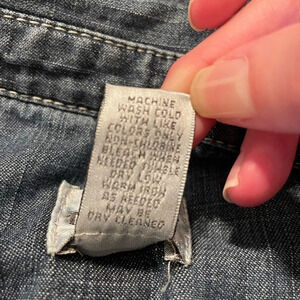 MACHINE
WASH COLD
WITH LIKE
COLORS ONLY
NON-CHLORINE
BLEACH WHEN
NEEDED TUMBLE
DRY LOW
WARM IRON
AS NEEDED
MAY BE
DRY CLEANED